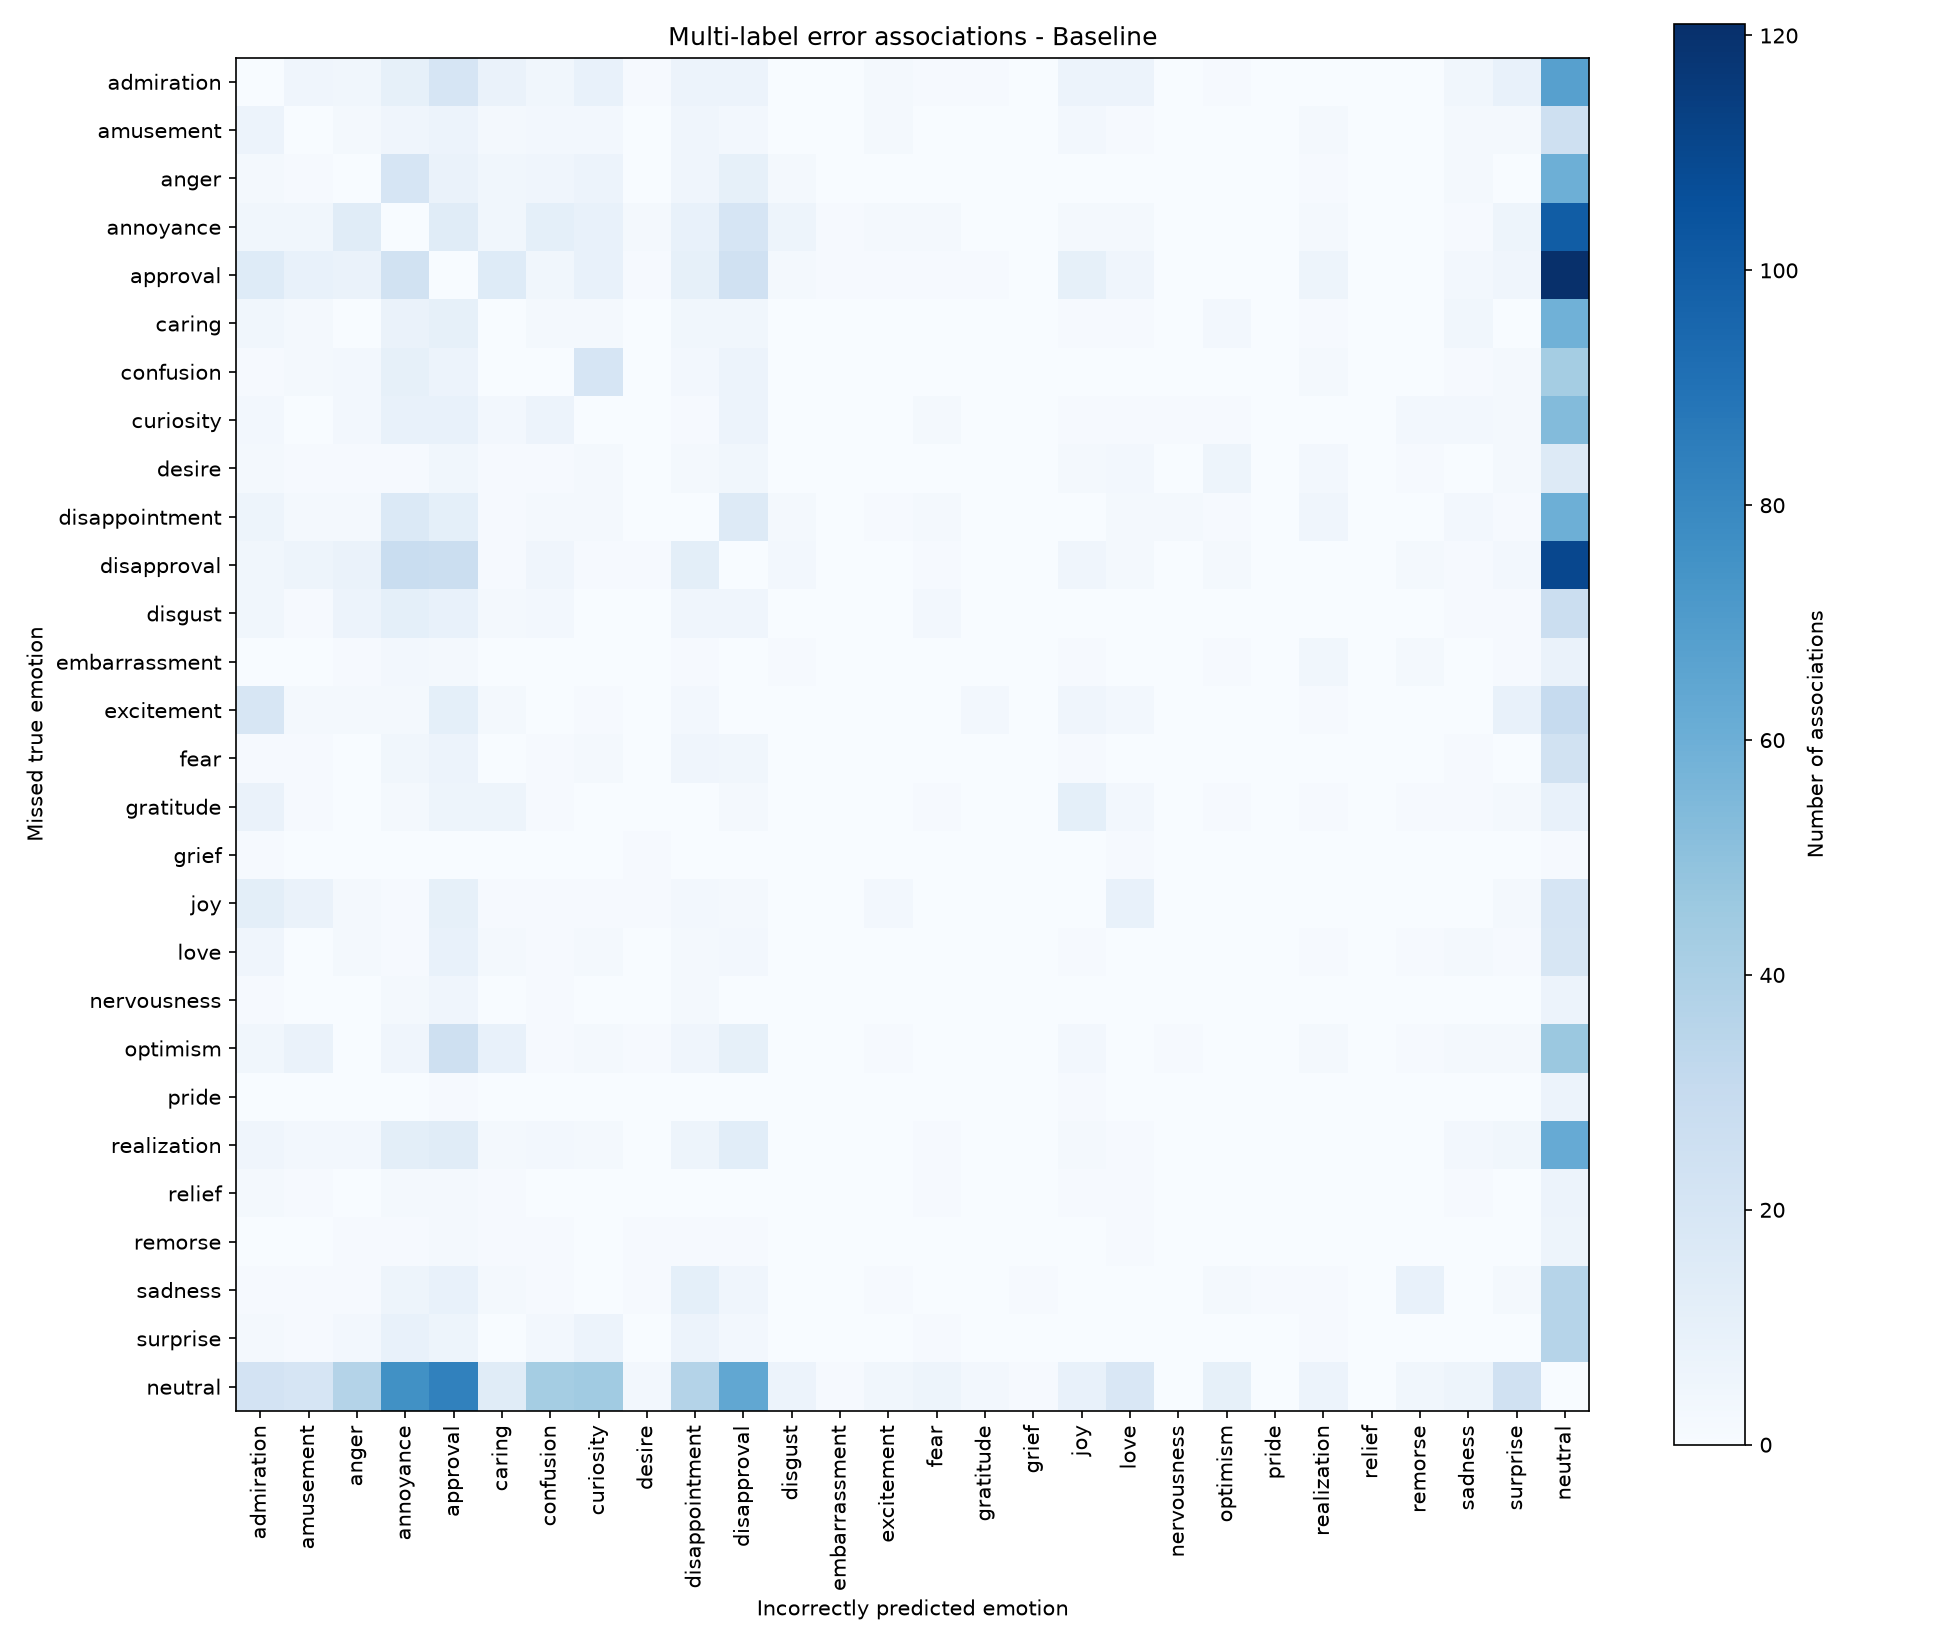 Multi-label error associations - Baseline
Missed true emotion
admiration
amusement
anger
annoyance
approval
caring
confusion
curiosity
desire
disappointment
disapproval
disgust
embarrassment
excitement
fear
gratitude
grief
joy
love
nervousness
optimism
pride
realization
relief
remorse
sadness
surprise
neutral
admiration
amusement
anger
annoyance
approval
caring
confusion
curiosity
desire
disappointment
disapproval
disgust
embarrassment
excitement
fear
gratitude
grief
joy
love
nervousness
optimism
pride
realization
relief
remorse
sadness
surprise
neutral
Incorrectly predicted emotion
120
100
80
60
40
20
0
Number of associations